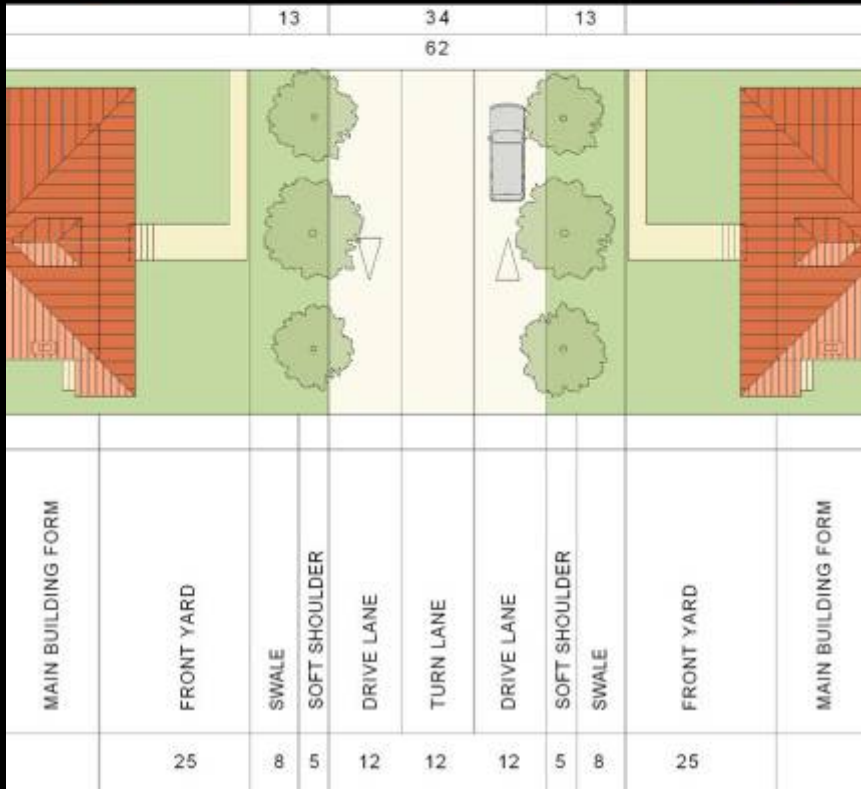 13 34 13
62
MAIN BUILDING FORM
FRONT YARD
SWALE
SOFT SHOULDER
DRIVE LANE
TURN LANE
DRIVE LANE
SOFT SHOULDER
SWALE
FRONT YARD
MAIN BUILDING FORM
25 8 5 12 12 12 5 8 25